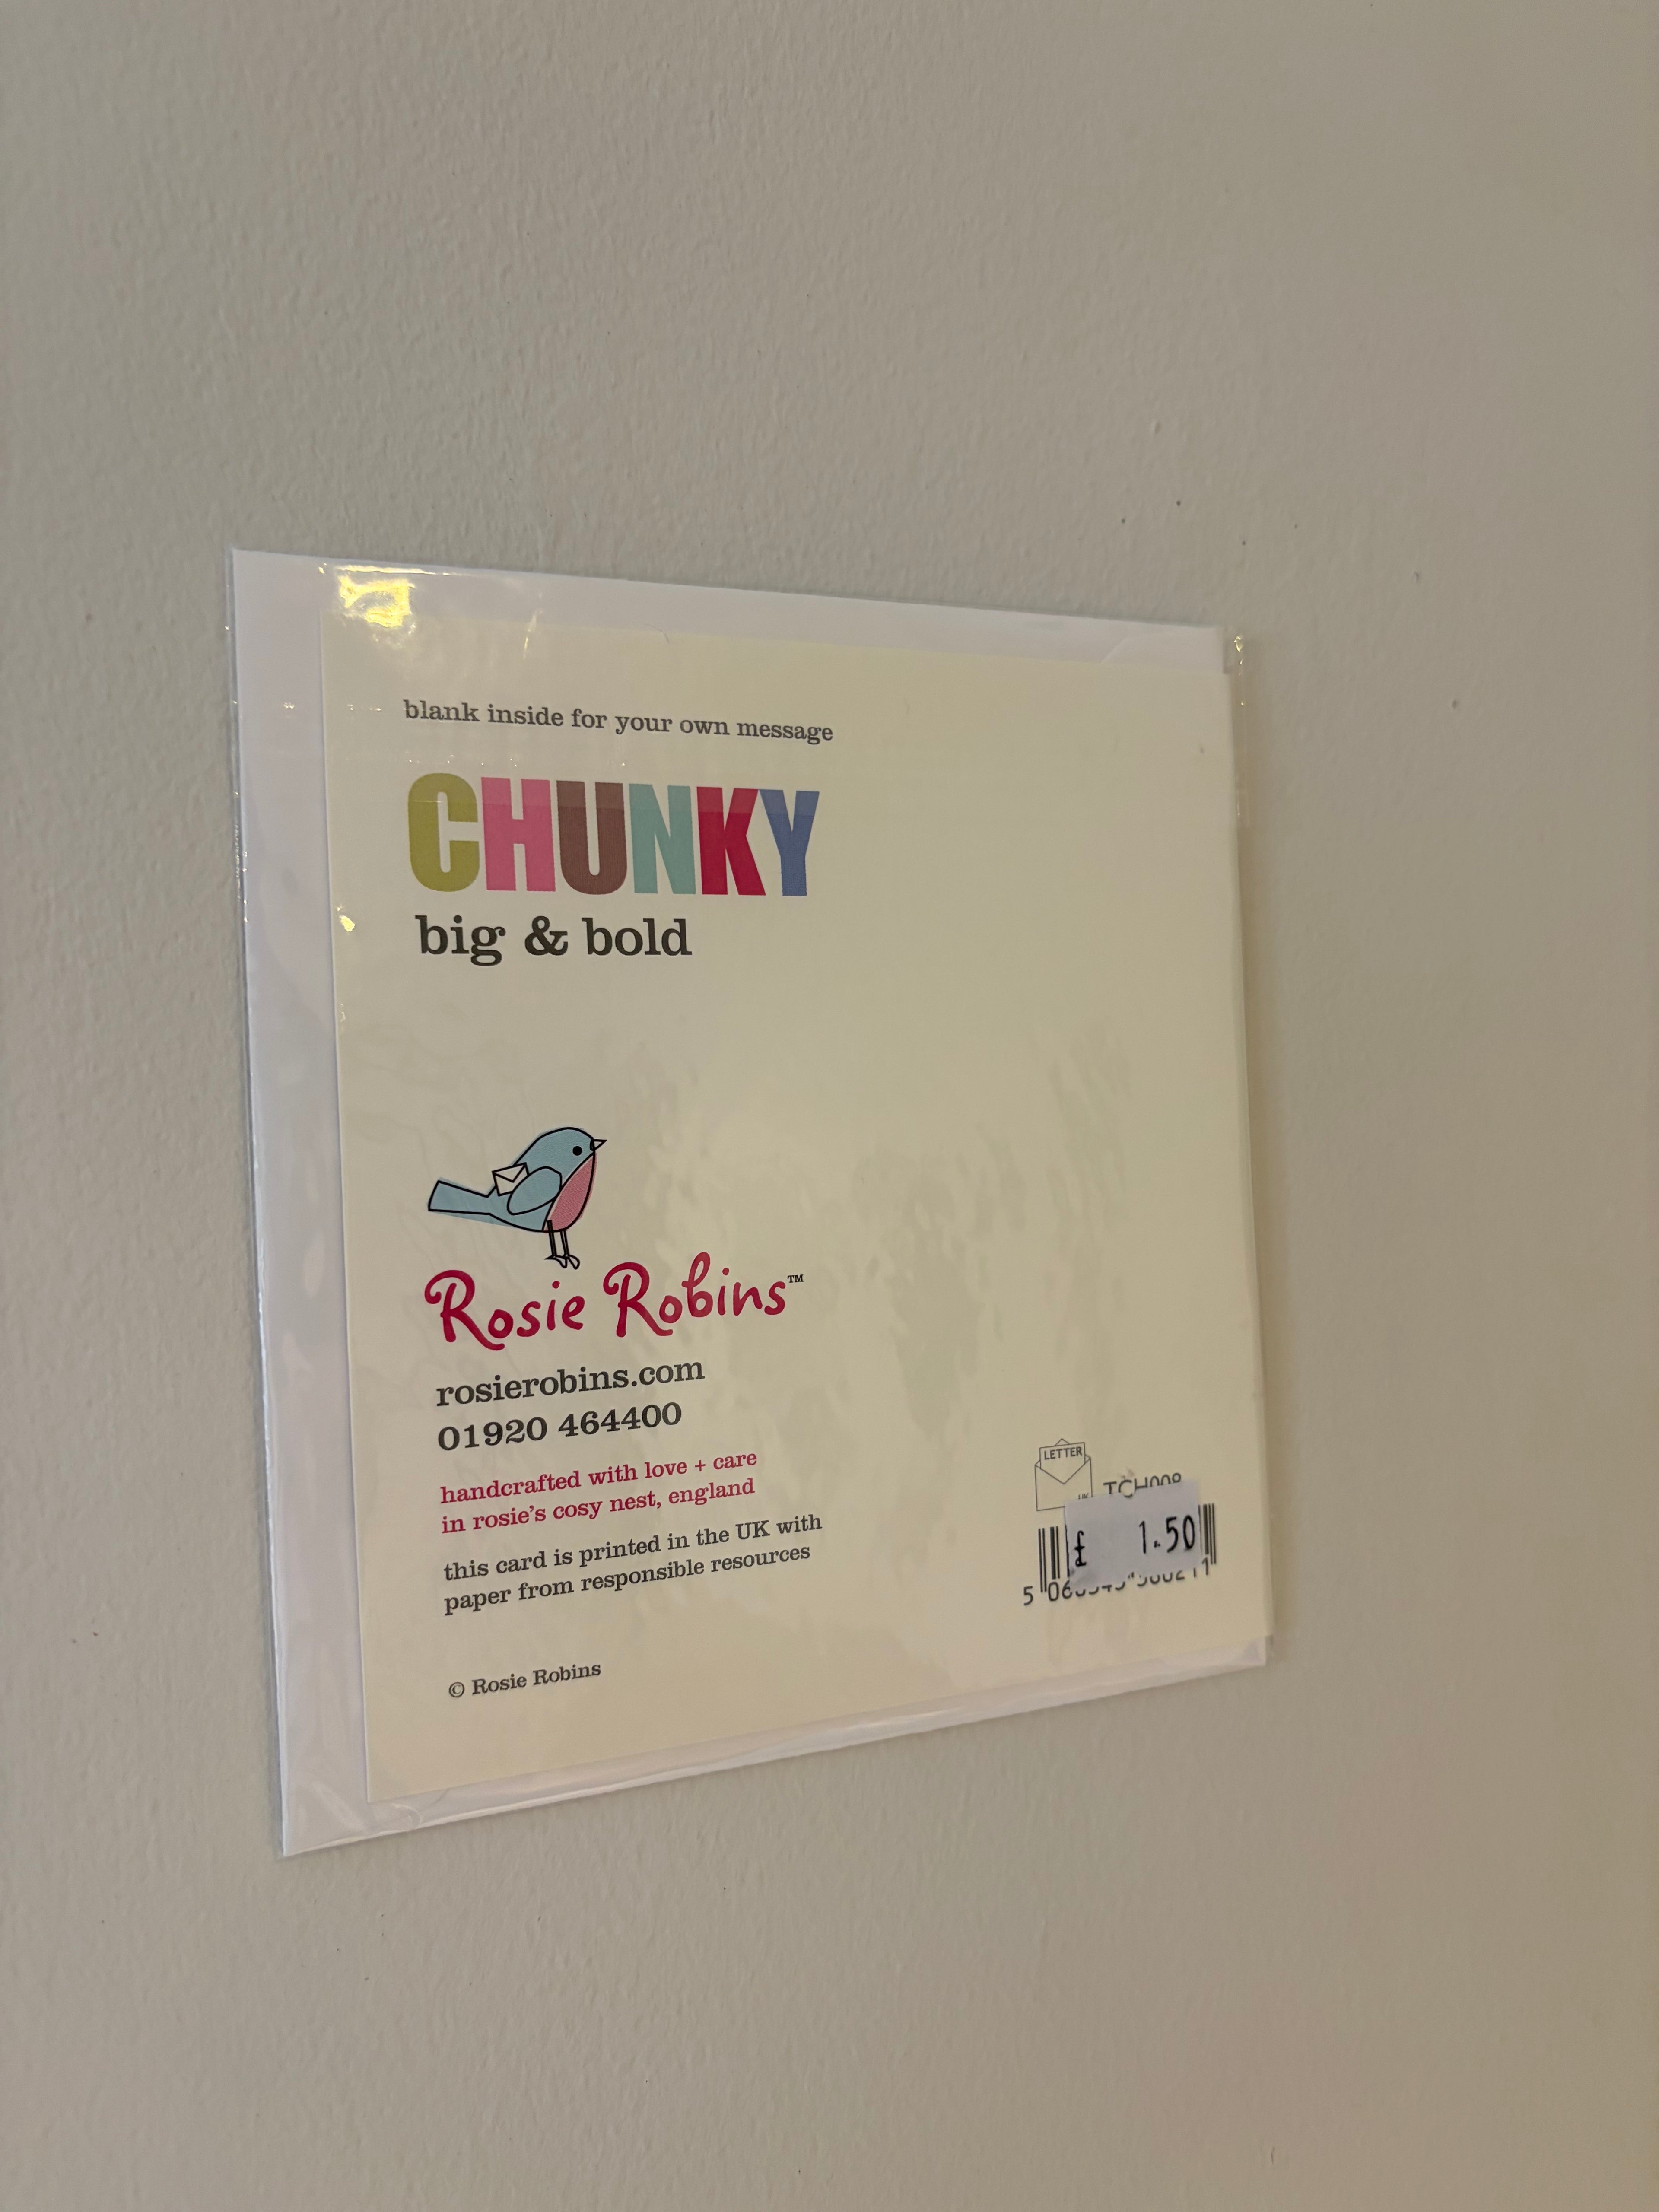 blank inside for your own message
CHUNKY
big & bold
Rosie Robins™
rosierobins.com
01920 464400
handcrafted with love + care
in rosie's cosy nest, england
this card is printed in the UK with
paper from responsible resources
© Rosie Robins
LETTER
£ 1.50